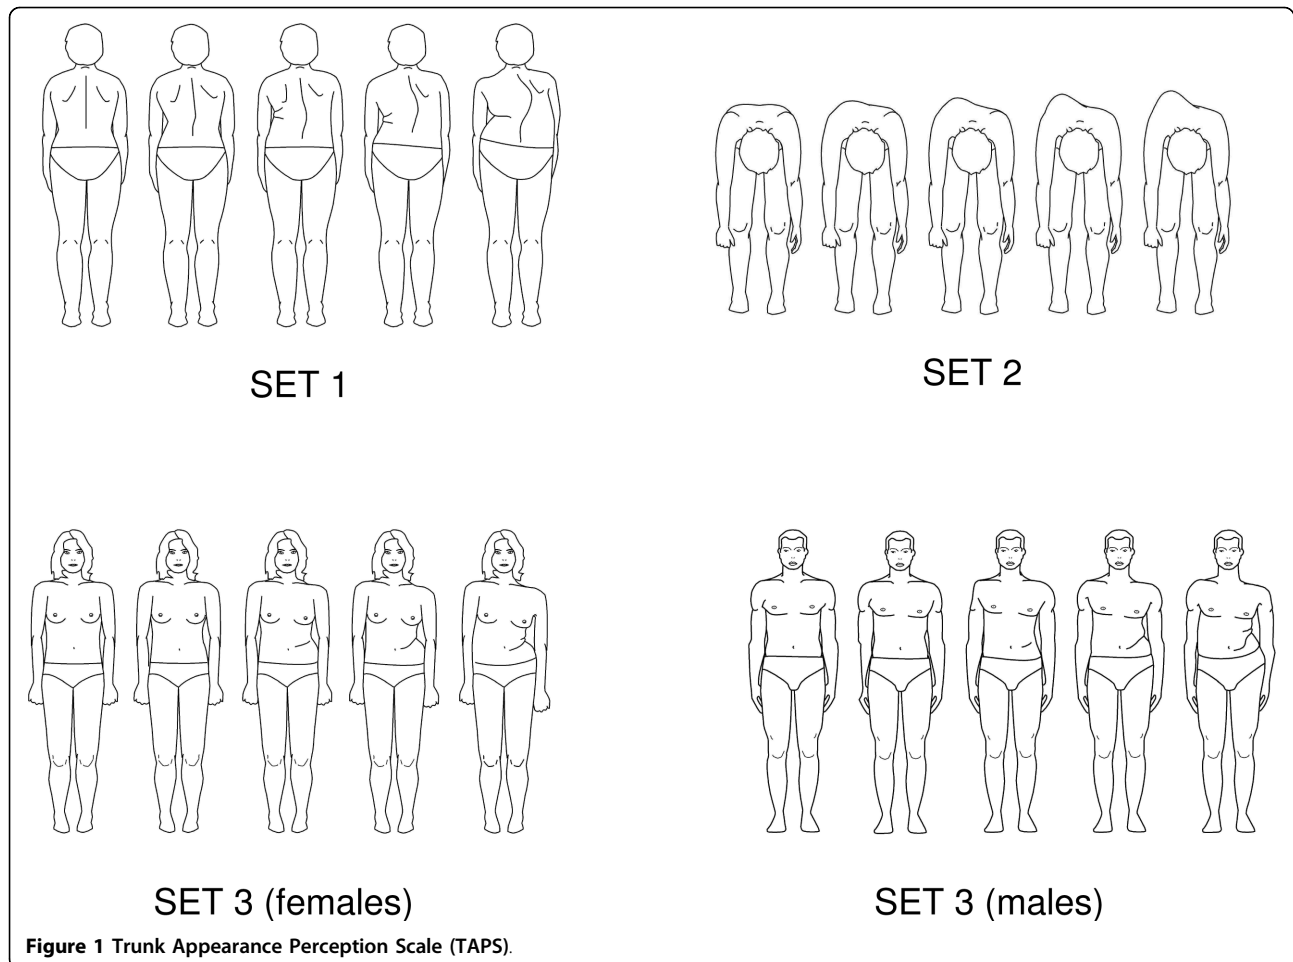 SET 1
SET 2
SET 3 (females)
SET 3 (males)
Figure 1 Trunk Appearance Perception Scale (TAPS).